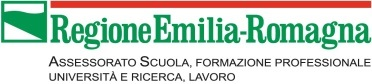 RegioneEmilia-Romagna
ASSESSORATO SCUOLA, FORMAZIONE PROFESSIONALE
UNIVERSITÀ E RICERCA, LAVORO